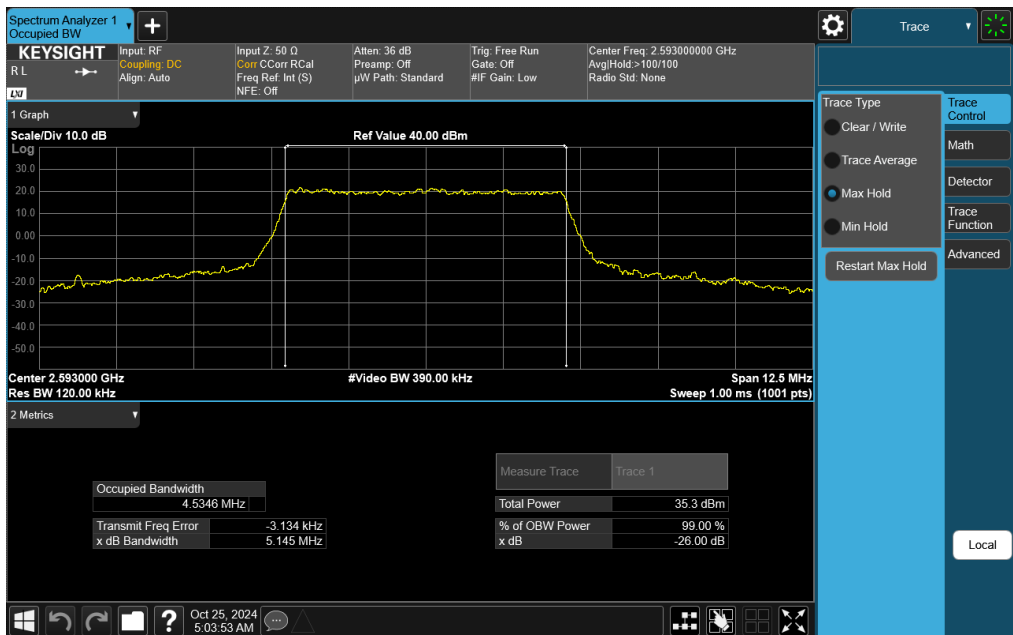 Spectrum Analyzer 1
Occupied BW
Trace
KEYSIGHT
R L
LXI
Input: RF
Coupling: DC
Align: Auto
Input Z: 50 Ω
Corr CCorr RCal
Freq Ref: Int (S)
NFE: Off
Atten: 36 dB
Preamp: Off
µW Path: Standard
Trig: Free Run
Gate: Off
#IF Gain: Low
Center Freq: 2.593000000 GHz
Avg|Hold:>100/100
Radio Std: None
1 Graph
Scale/Div 10.0 dB
Ref Value 40.00 dBm
Log
30.0
20.0
10.0
0.00
-10.0
-20.0
-30.0
-40.0
-50.0
Center 2.593000 GHz
#Video BW 390.00 kHz
Span 12.5 MHz
Res BW 120.00 kHz
Sweep 1.00 ms (1001 pts)
2 Metrics
Measure Trace
Trace 1
Occupied Bandwidth
4.5346 MHz
Total Power
35.3 dBm
Transmit Freq Error
-3.134 kHz
% of OBW Power
99.00 %
x dB Bandwidth
5.145 MHz
x dB
-26.00 dB
Trace Type
Clear / Write
Trace Average
Max Hold
Min Hold
Restart Max Hold
Trace
Control
Math
Detector
Trace
Function
Advanced
Local
?
Oct 25, 2024
5:03:53 AM